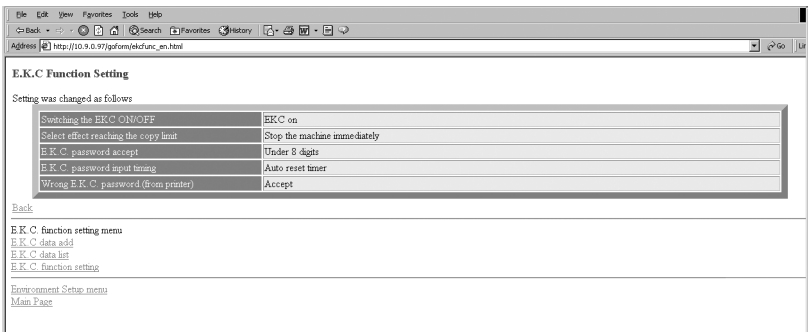 File Edit View Favorites Tools Help
Back Search Favorites History
Address http://10.9.0.97/goform/ekcfunc_en.html Go Lir
E.K.C Function Setting
Setting was changed as follows
Switching the EKC ON/OFF EKC on
Select effect reaching the copy limit Stop the machine immediately
E.K.C. password accept Under 8 digits
E.K.C. password input timing Auto reset timer
Wrong E.K.C. password (from printer) Accept
Back
E.K.C. function setting menu
E.K.C data add
E.K.C data list
E.K.C. function setting
Environment Setup menu
Main Page